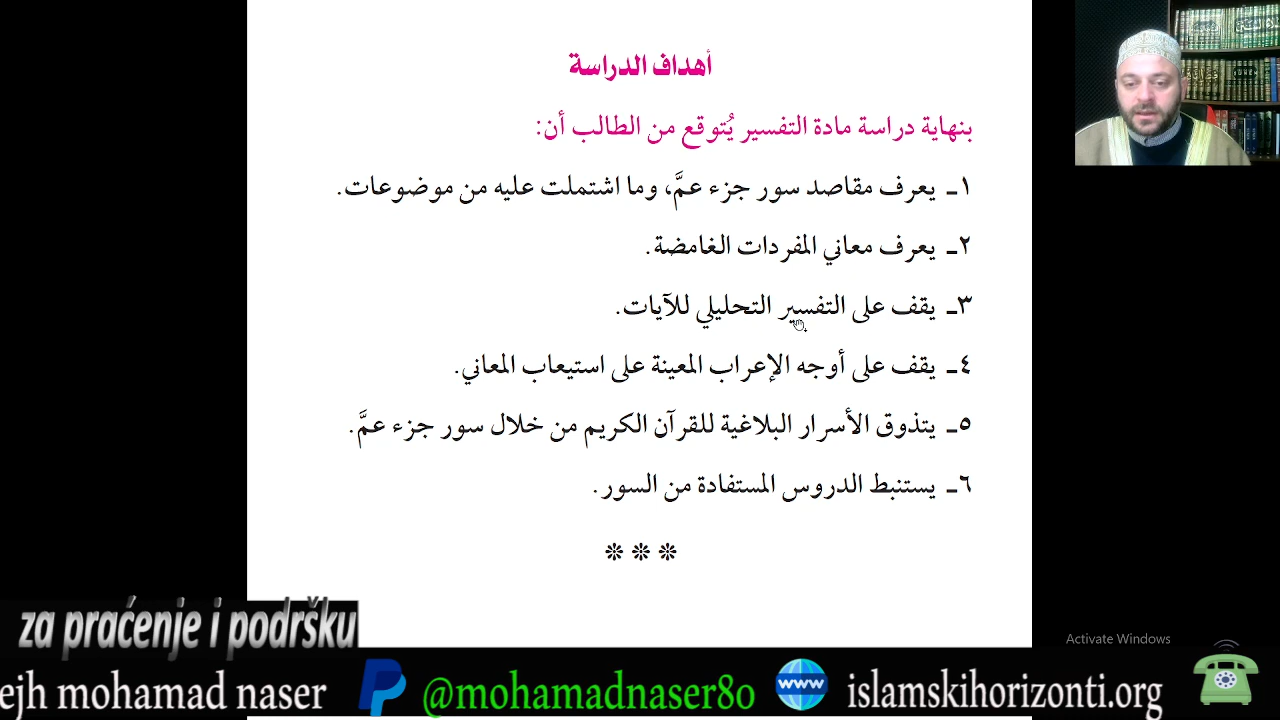 أهداف الدراسة
بنهاية دراسة مادة التفسير يُتوقع من الطالب أن:
١ـ يعرف مقاصد سور جزء عمَّ، وما اشتملت عليه من موضوعات.
٢ـ يعرف معاني المفردات الغامضة.
٣ـ يقف على التفسير التحليلي للآيات.
٤ـ يقف على أوجه الإعراب المعينة على استيعاب المعاني.
٥ـ يتذوق الأسرار البلاغية للقرآن الكريم من خلال سور جزء عمَّ.
٦ـ يستنبط الدروس المستفادة من السور.
za praćenje i podršku
Activate Windows
ejh mohamad naser @mohamadnaser80 www islamskihorizonti.org